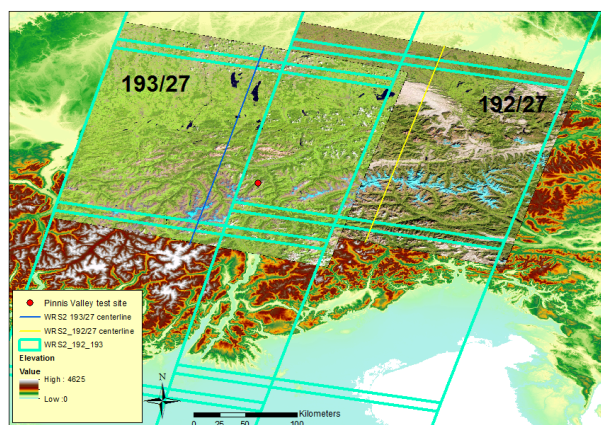 193/27
192/27
Pinnis Valley test site
WRS2 193/27 centerline
WRS2_192/27 centerline
WRS2_192_193
Elevation
Value
High : 4625
Low :0
N
Kilometers
0 25 50 100